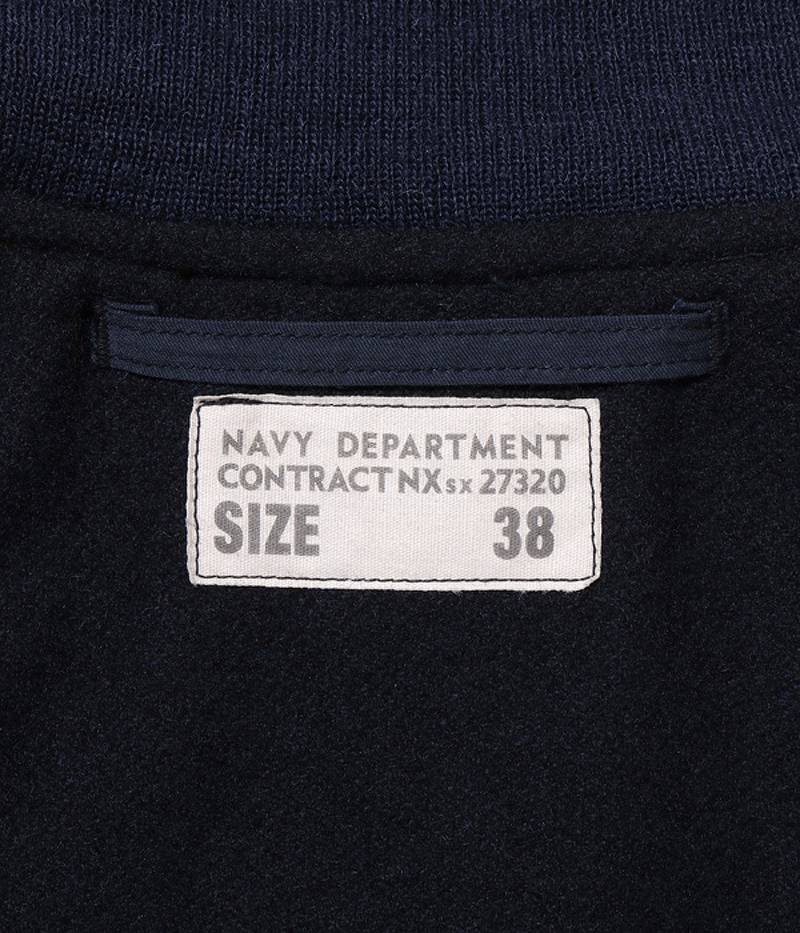 NAVY DEPARTMENT
CONTRACT NXsx 27320
SIZE 38